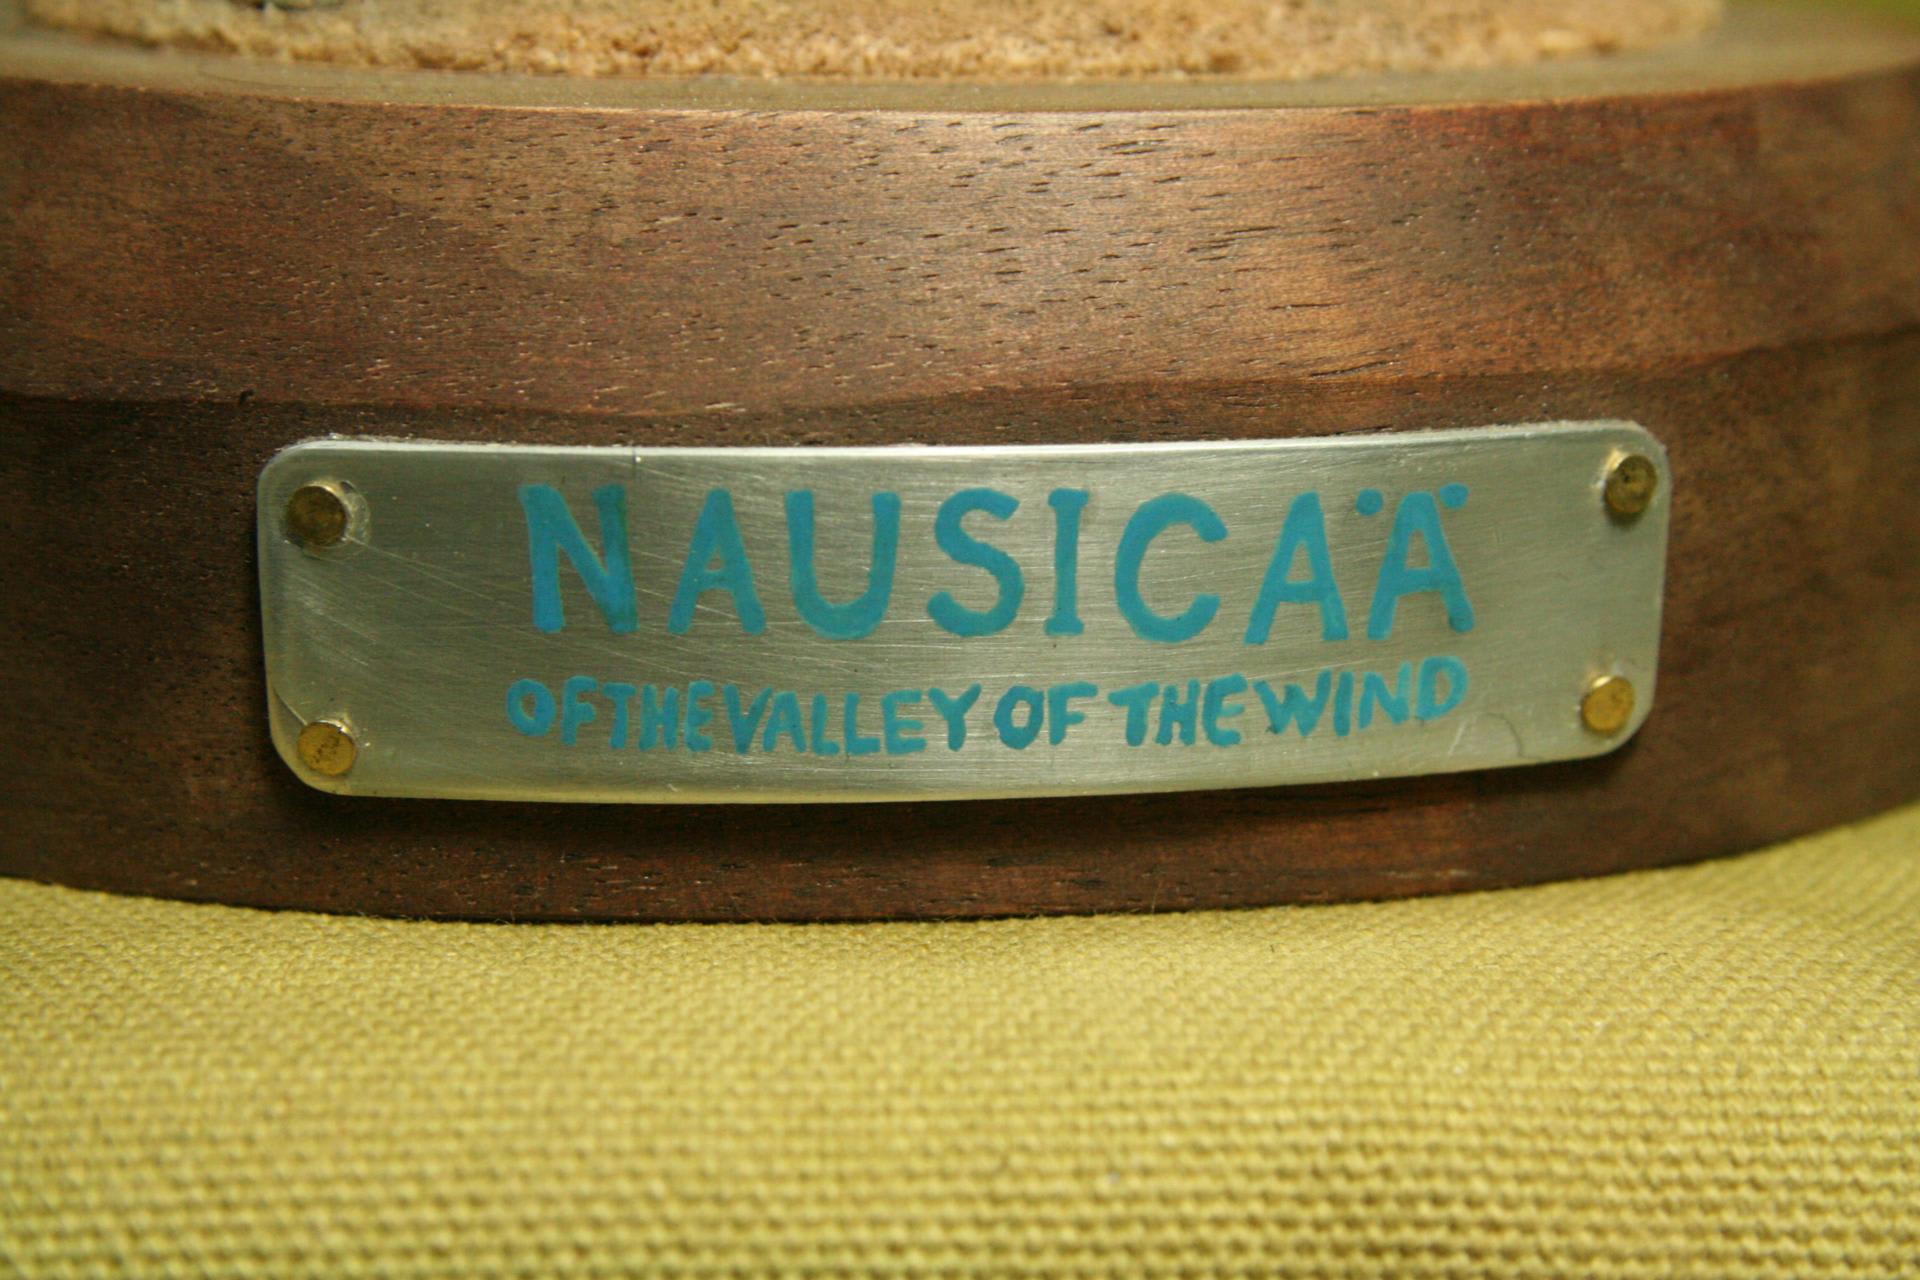 NAUSICAÄ
OF THE VALLEY OF THE WIND